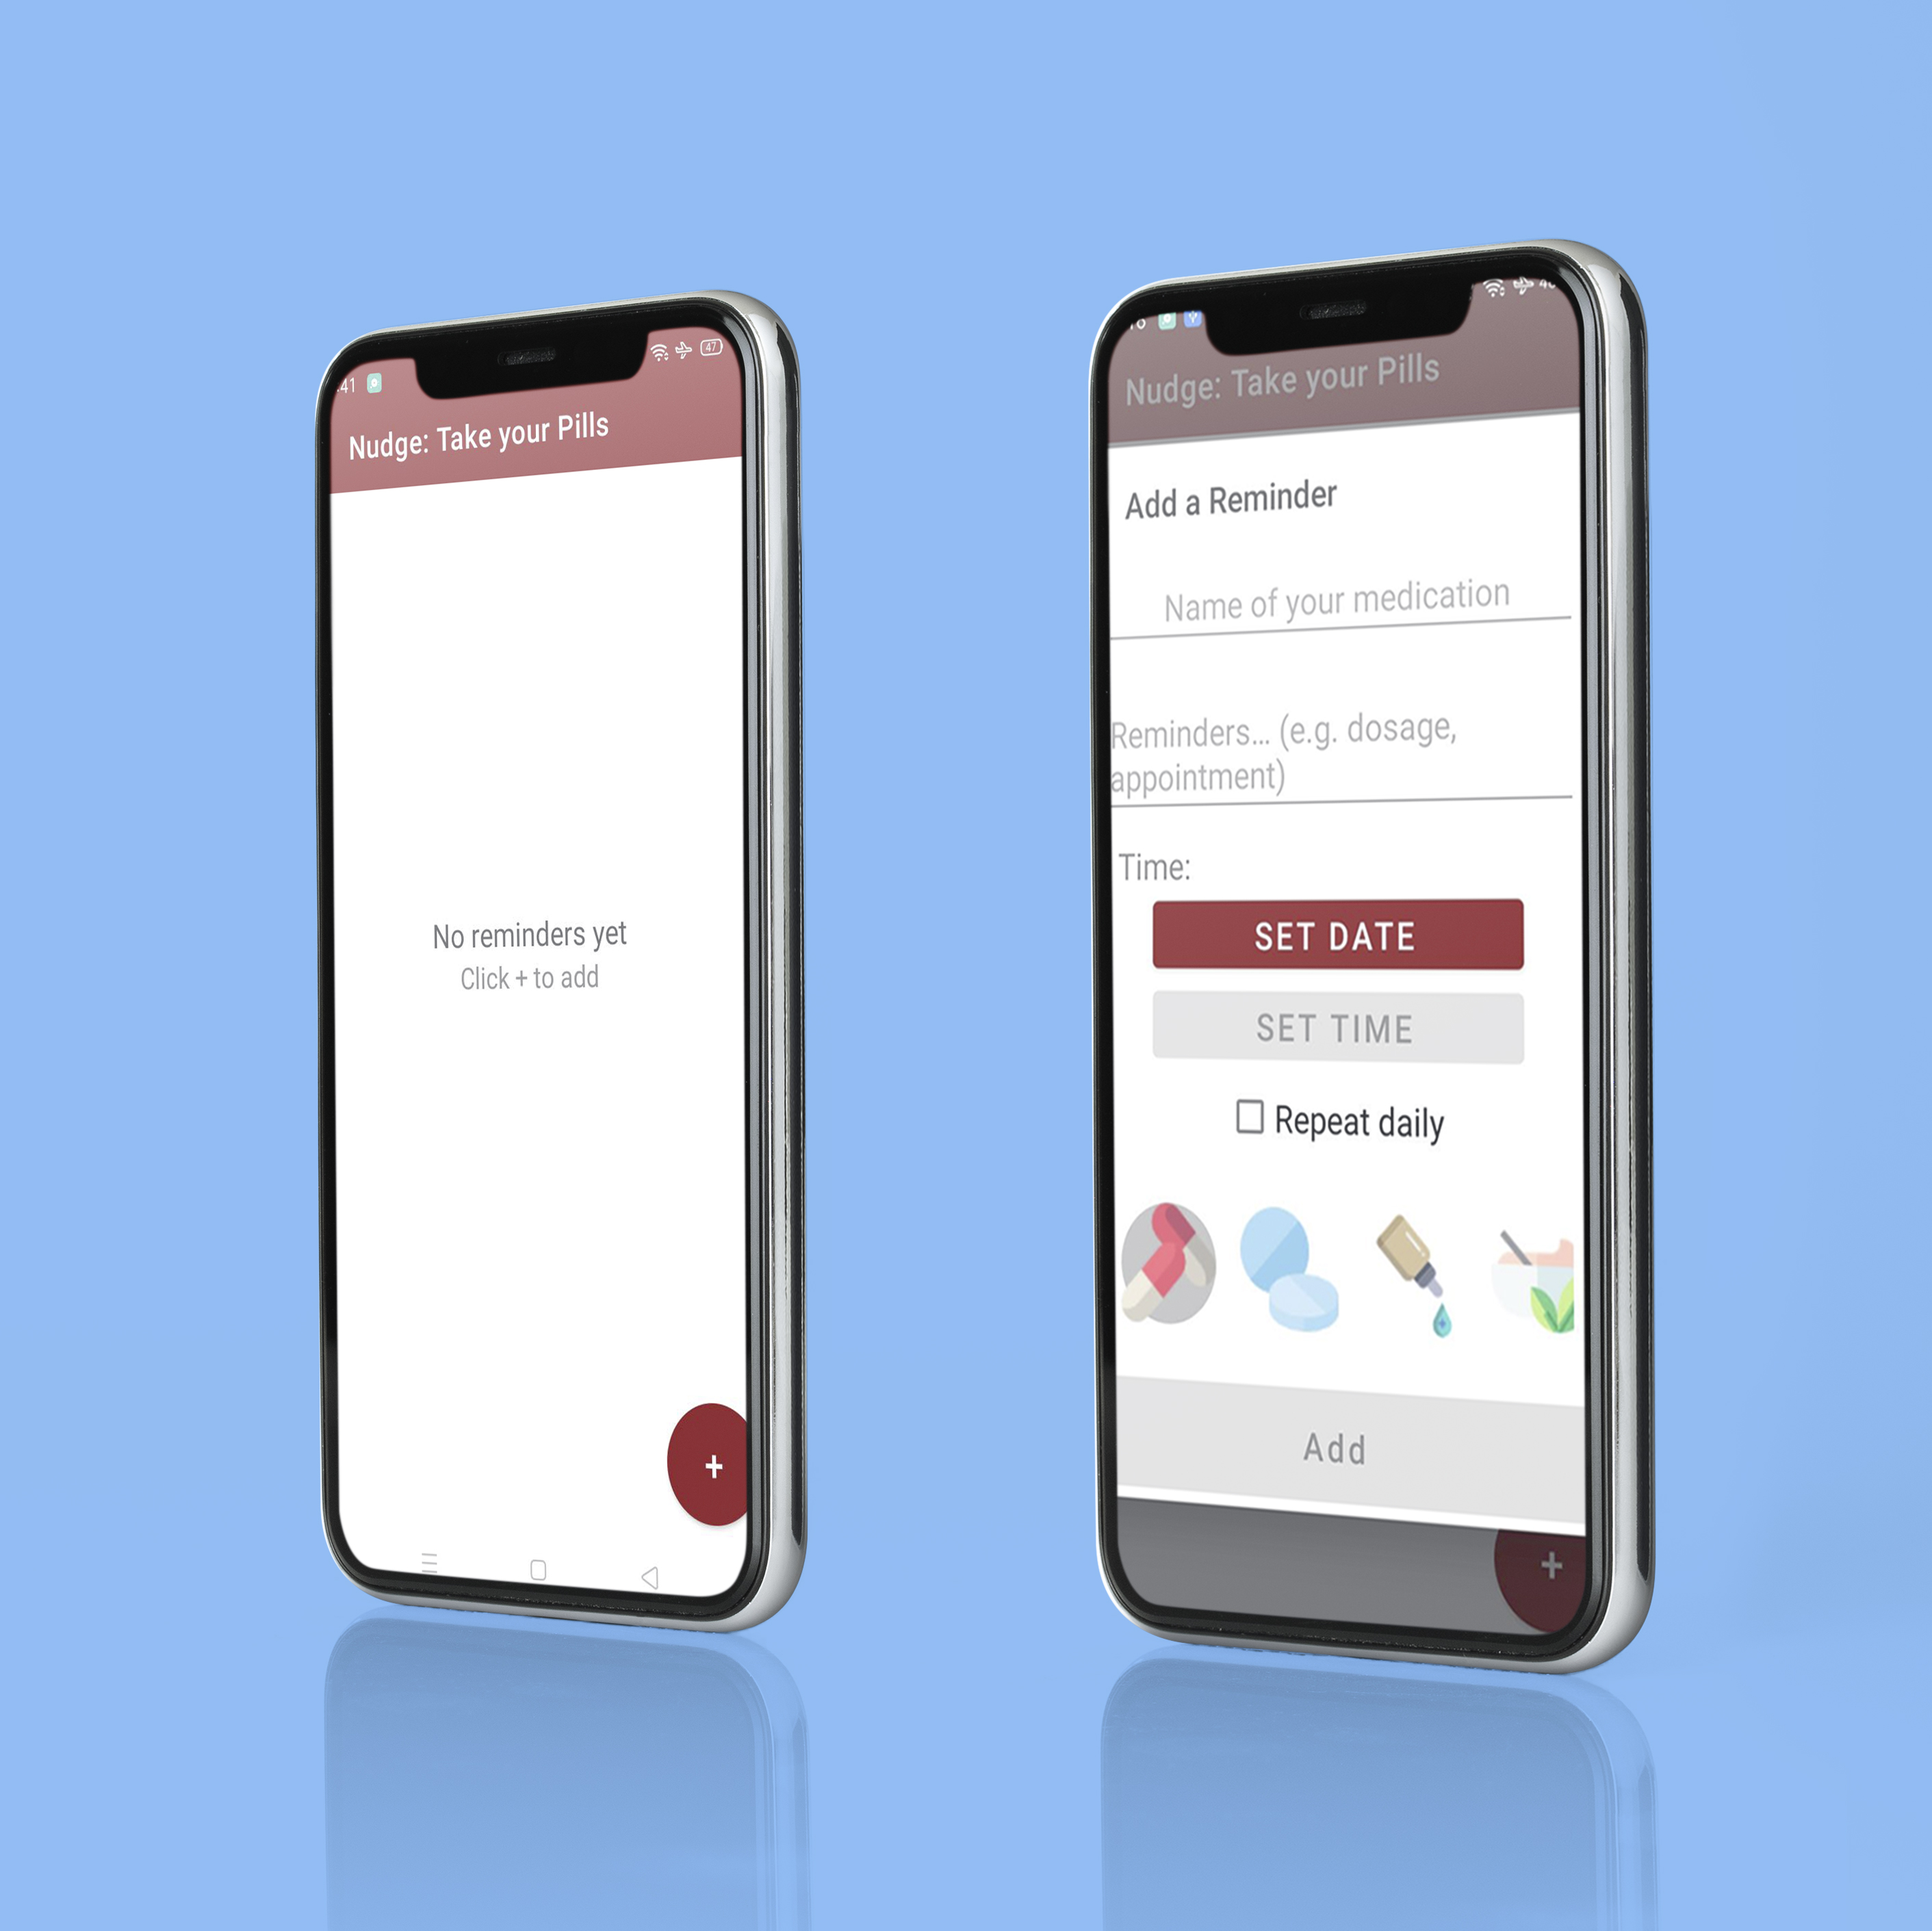 :41
47
Nudge: Take your Pills
No reminders yet
Click + to add
+
Nudge: Take your Pills
Add a Reminder
Name of your medication
Reminders... (e.g. dosage,
appointment)
Time:
SET DATE
SET TIME
Repeat daily
Add
+